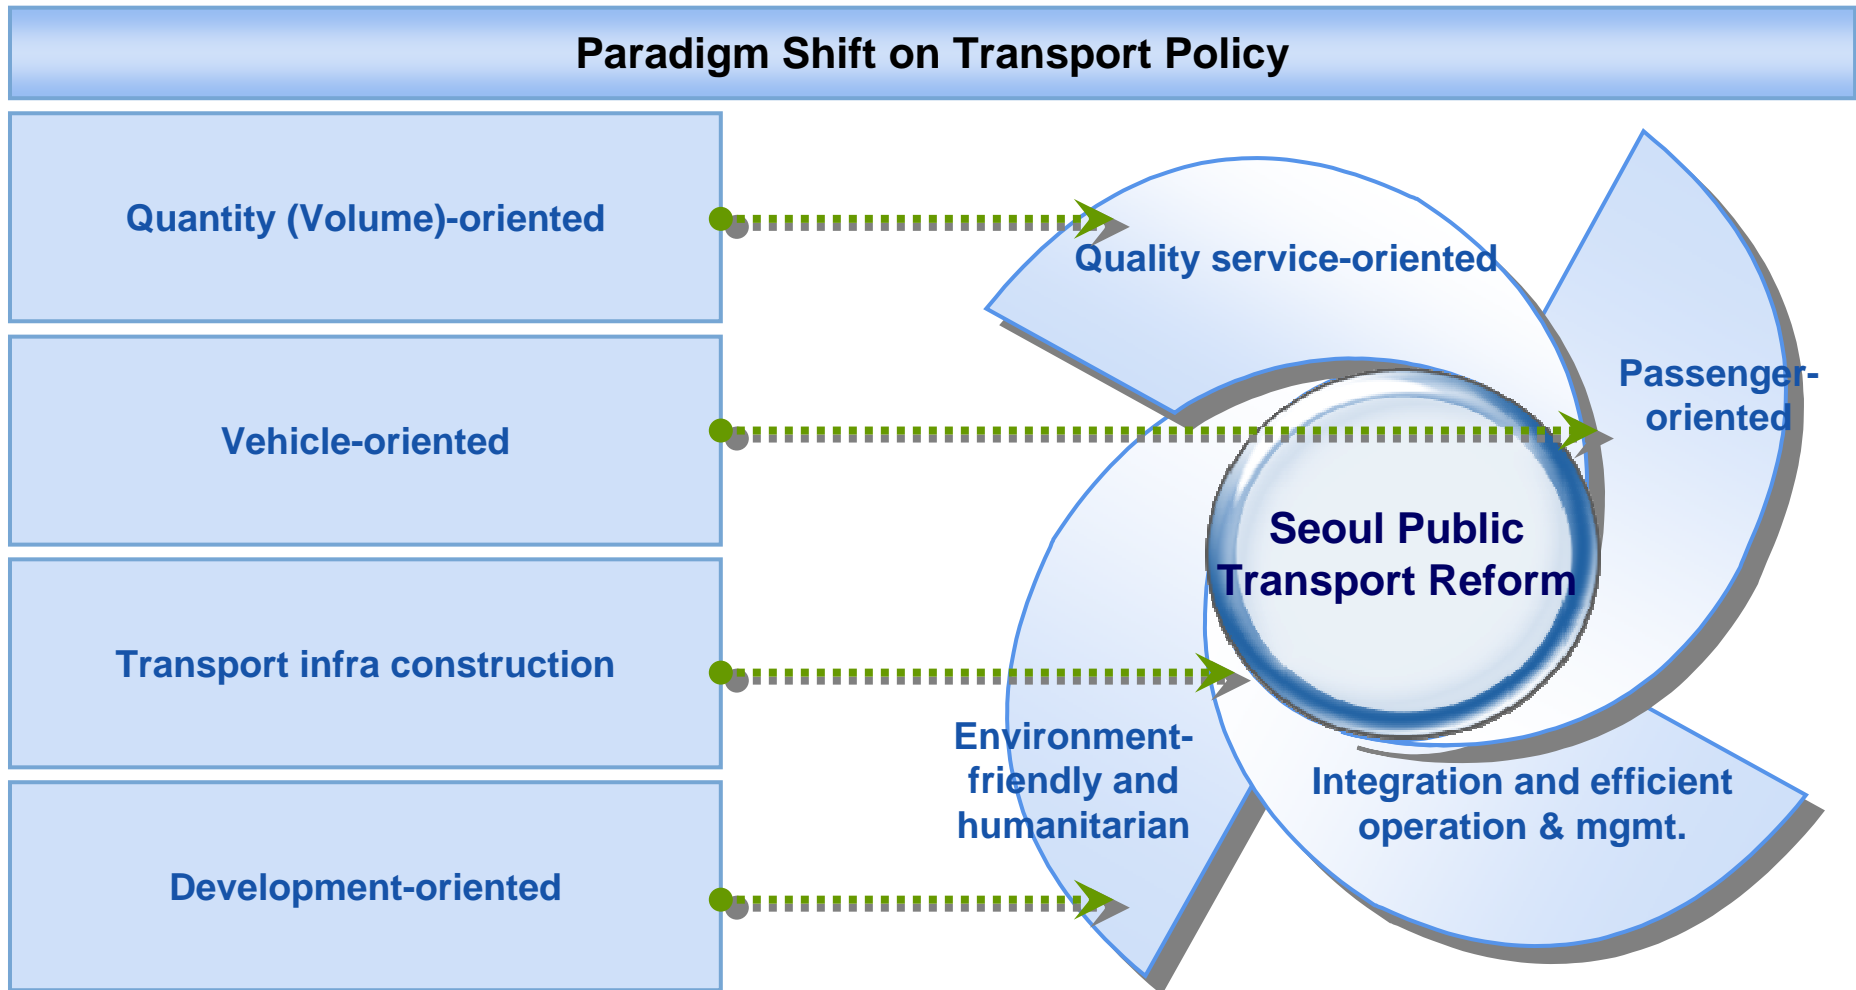 Paradigm Shift on Transport Policy
Quantity (Volume)-oriented
Vehicle-oriented
Transport infra construction
Development-oriented
Quality service-oriented
Passenger-
oriented
Seoul Public
Transport Reform
Environment-
friendly and
humanitarian
Integration and efficient
operation & mgmt.